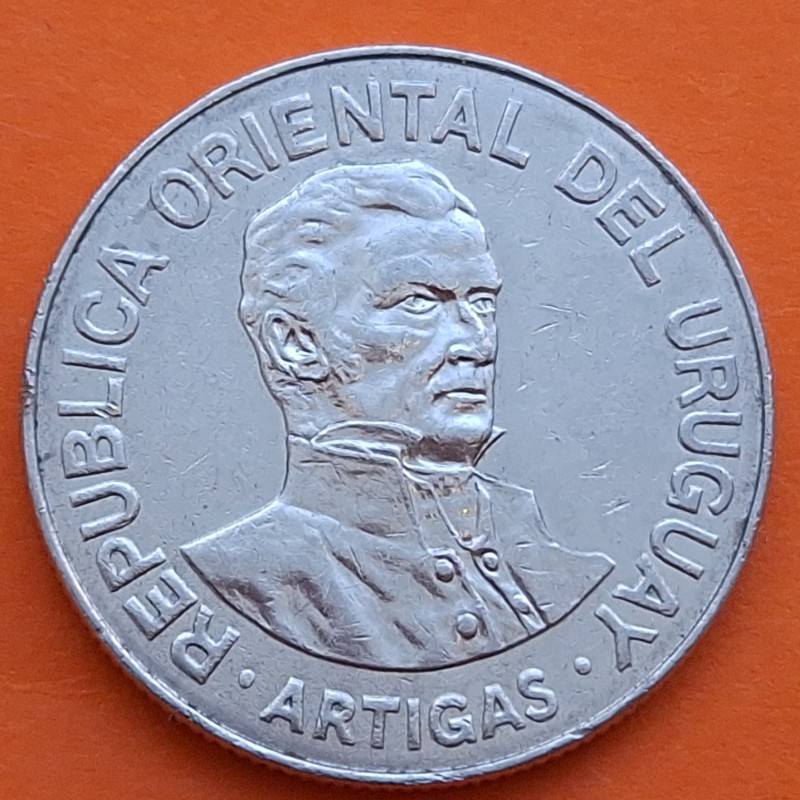 REPUBLICA ORIENTAL DEL URUGUAY
· ARTIGAS ·